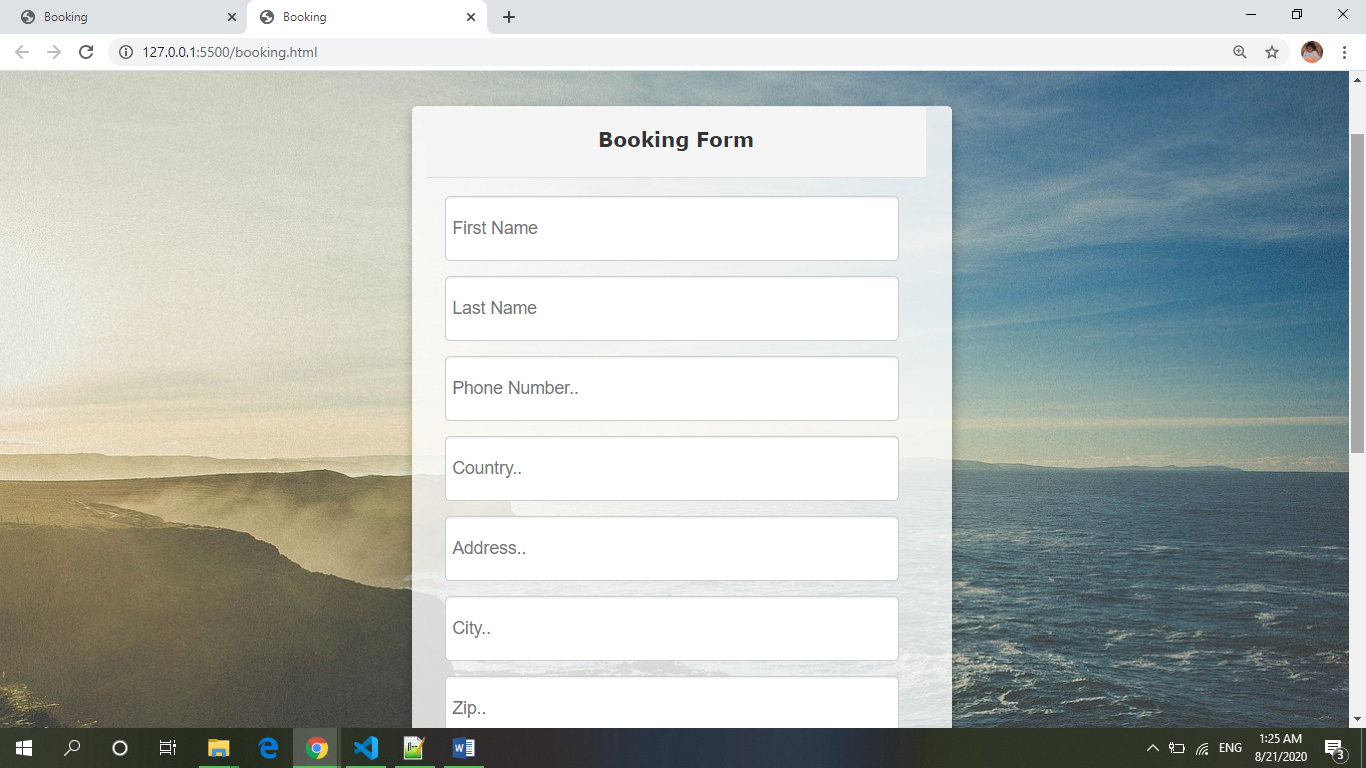 Booking
Booking
127.0.0.1:5500/booking.html
Booking Form
First Name
Last Name
Phone Number..
Country..
Address..
City..
Zip..
ENG
1:25 AM
8/21/2020
3